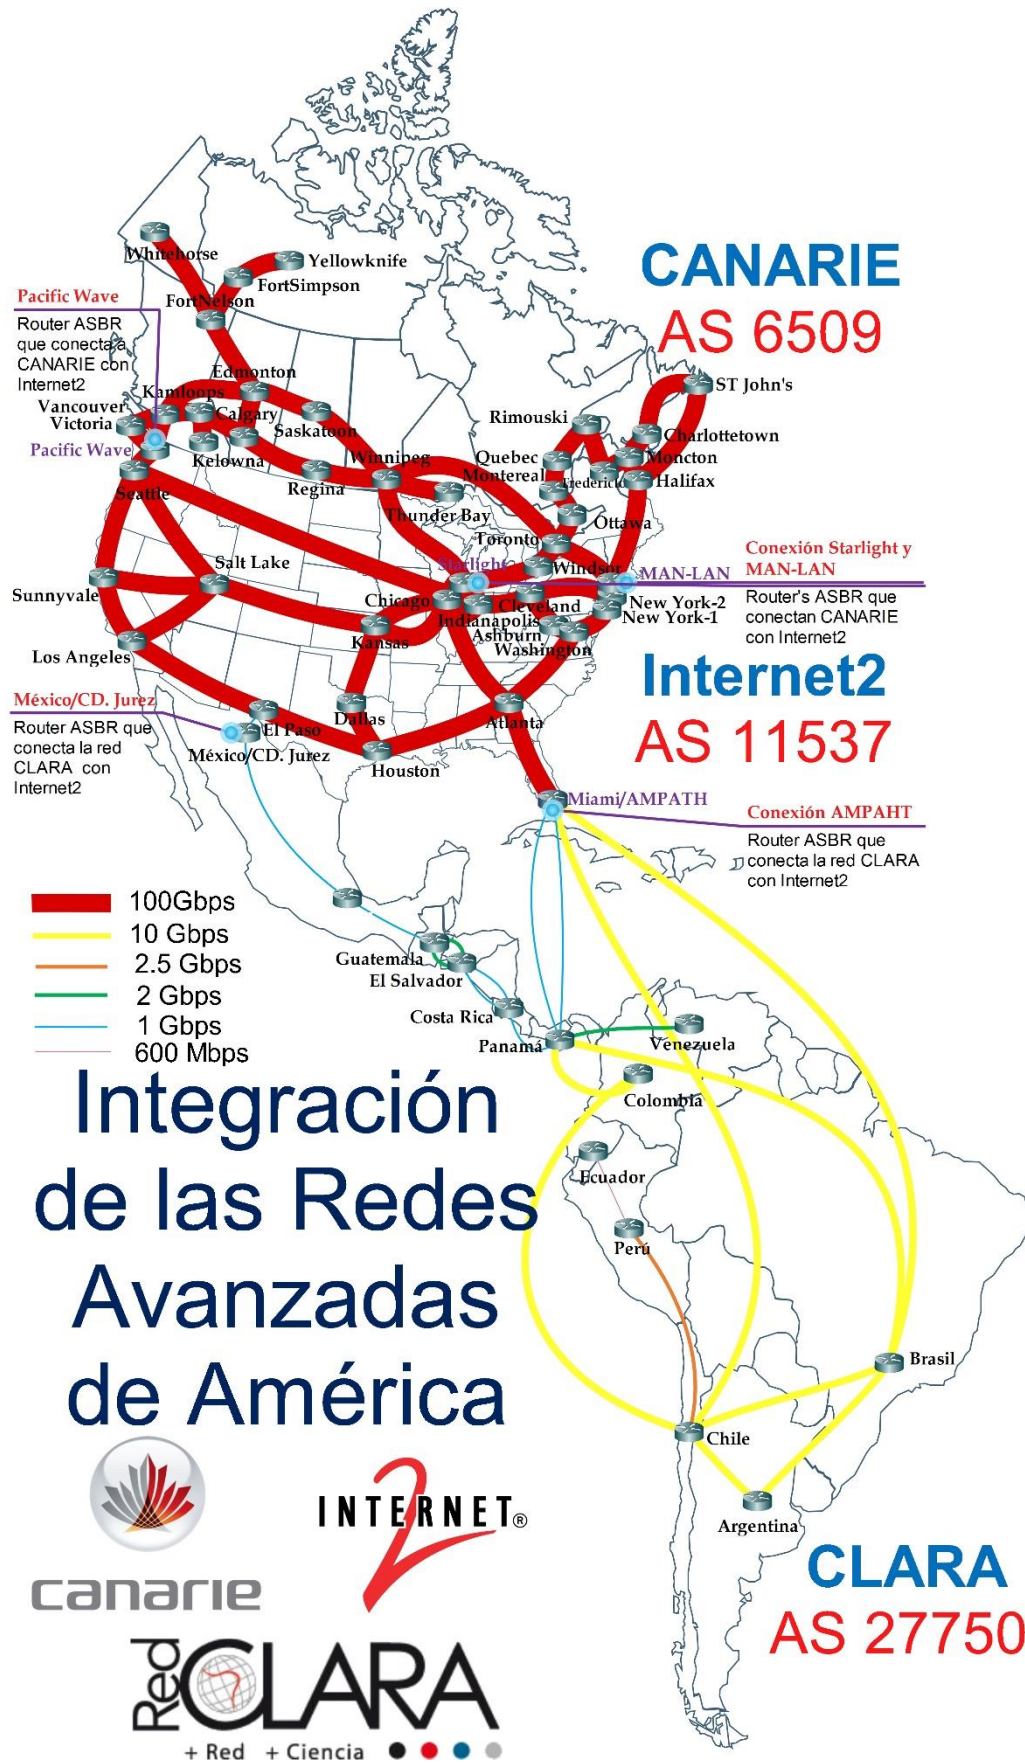 CANARIE
AS 6509
Whitehorse
Yellowknife
FortSimpson
FortNelson
Pacific Wave
Router ASBR
que conecta a
CANARIE con
Internet2
Edmonton
Kamloops
Vancouver
Calgary
Victoria
Saskatoon
Pacific Wave
Kelowna
Winnipeg
Regina
Seattle
Thunder Bay
ST John's
Rimouski
Charlottetown
Quebec
Moncton
Montereal
Halifax
Ottawa
Toronto
Windsor
Starlight
MAN-LAN
Conexión Starlight y
MAN-LAN
Router's ASBR que
conectan CANARIE
con Internet2
Salt Lake
Sunnyvale
Chicago
Cleveland
New York-2
Indianapolis
New York-1
Ashburn
Washington
Kansas
Los Angeles
Internet2
AS 11537
México/CD. Jurez
Router ASBR que
conecta la red
CLARA con
Internet2
El Paso
México/CD. Jurez
Dallas
Houston
Atlanta
Miami/AMPATH
Conexión AMPAHT
Router ASBR que
conecta la red CLARA
con Internet2
100Gbps
10 Gbps
2.5 Gbps
2 Gbps
1 Gbps
600 Mbps
Guatemala
El Salvador
Costa Rica
Panamá
Venezuela
Colombia
Ecuador
Perú
Brasil
Chile
Argentina
Integración
de las Redes
Avanzadas
de América
CLARA
AS 27750
canarie
INTERNET®
2
Red CLARA
+ Red + Ciencia